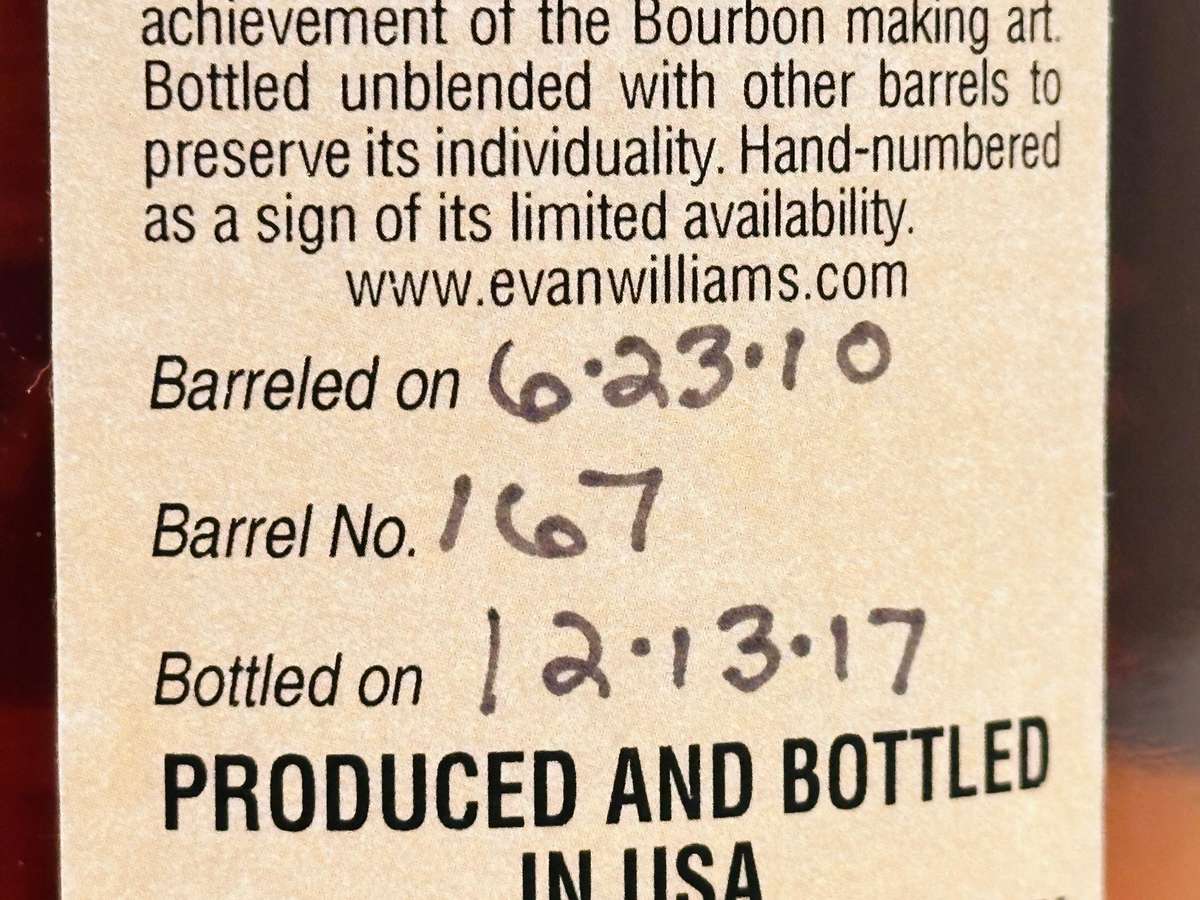 achievement of the Bourbon making art.
Bottled unblended with other barrels to
preserve its individuality. Hand-numbered
as a sign of its limited availability.
www.evanwilliams.com
Barreled on 6·23·10
Barrel No. 167
Bottled on 12·13·17
PRODUCED AND BOTTLED
IN USA